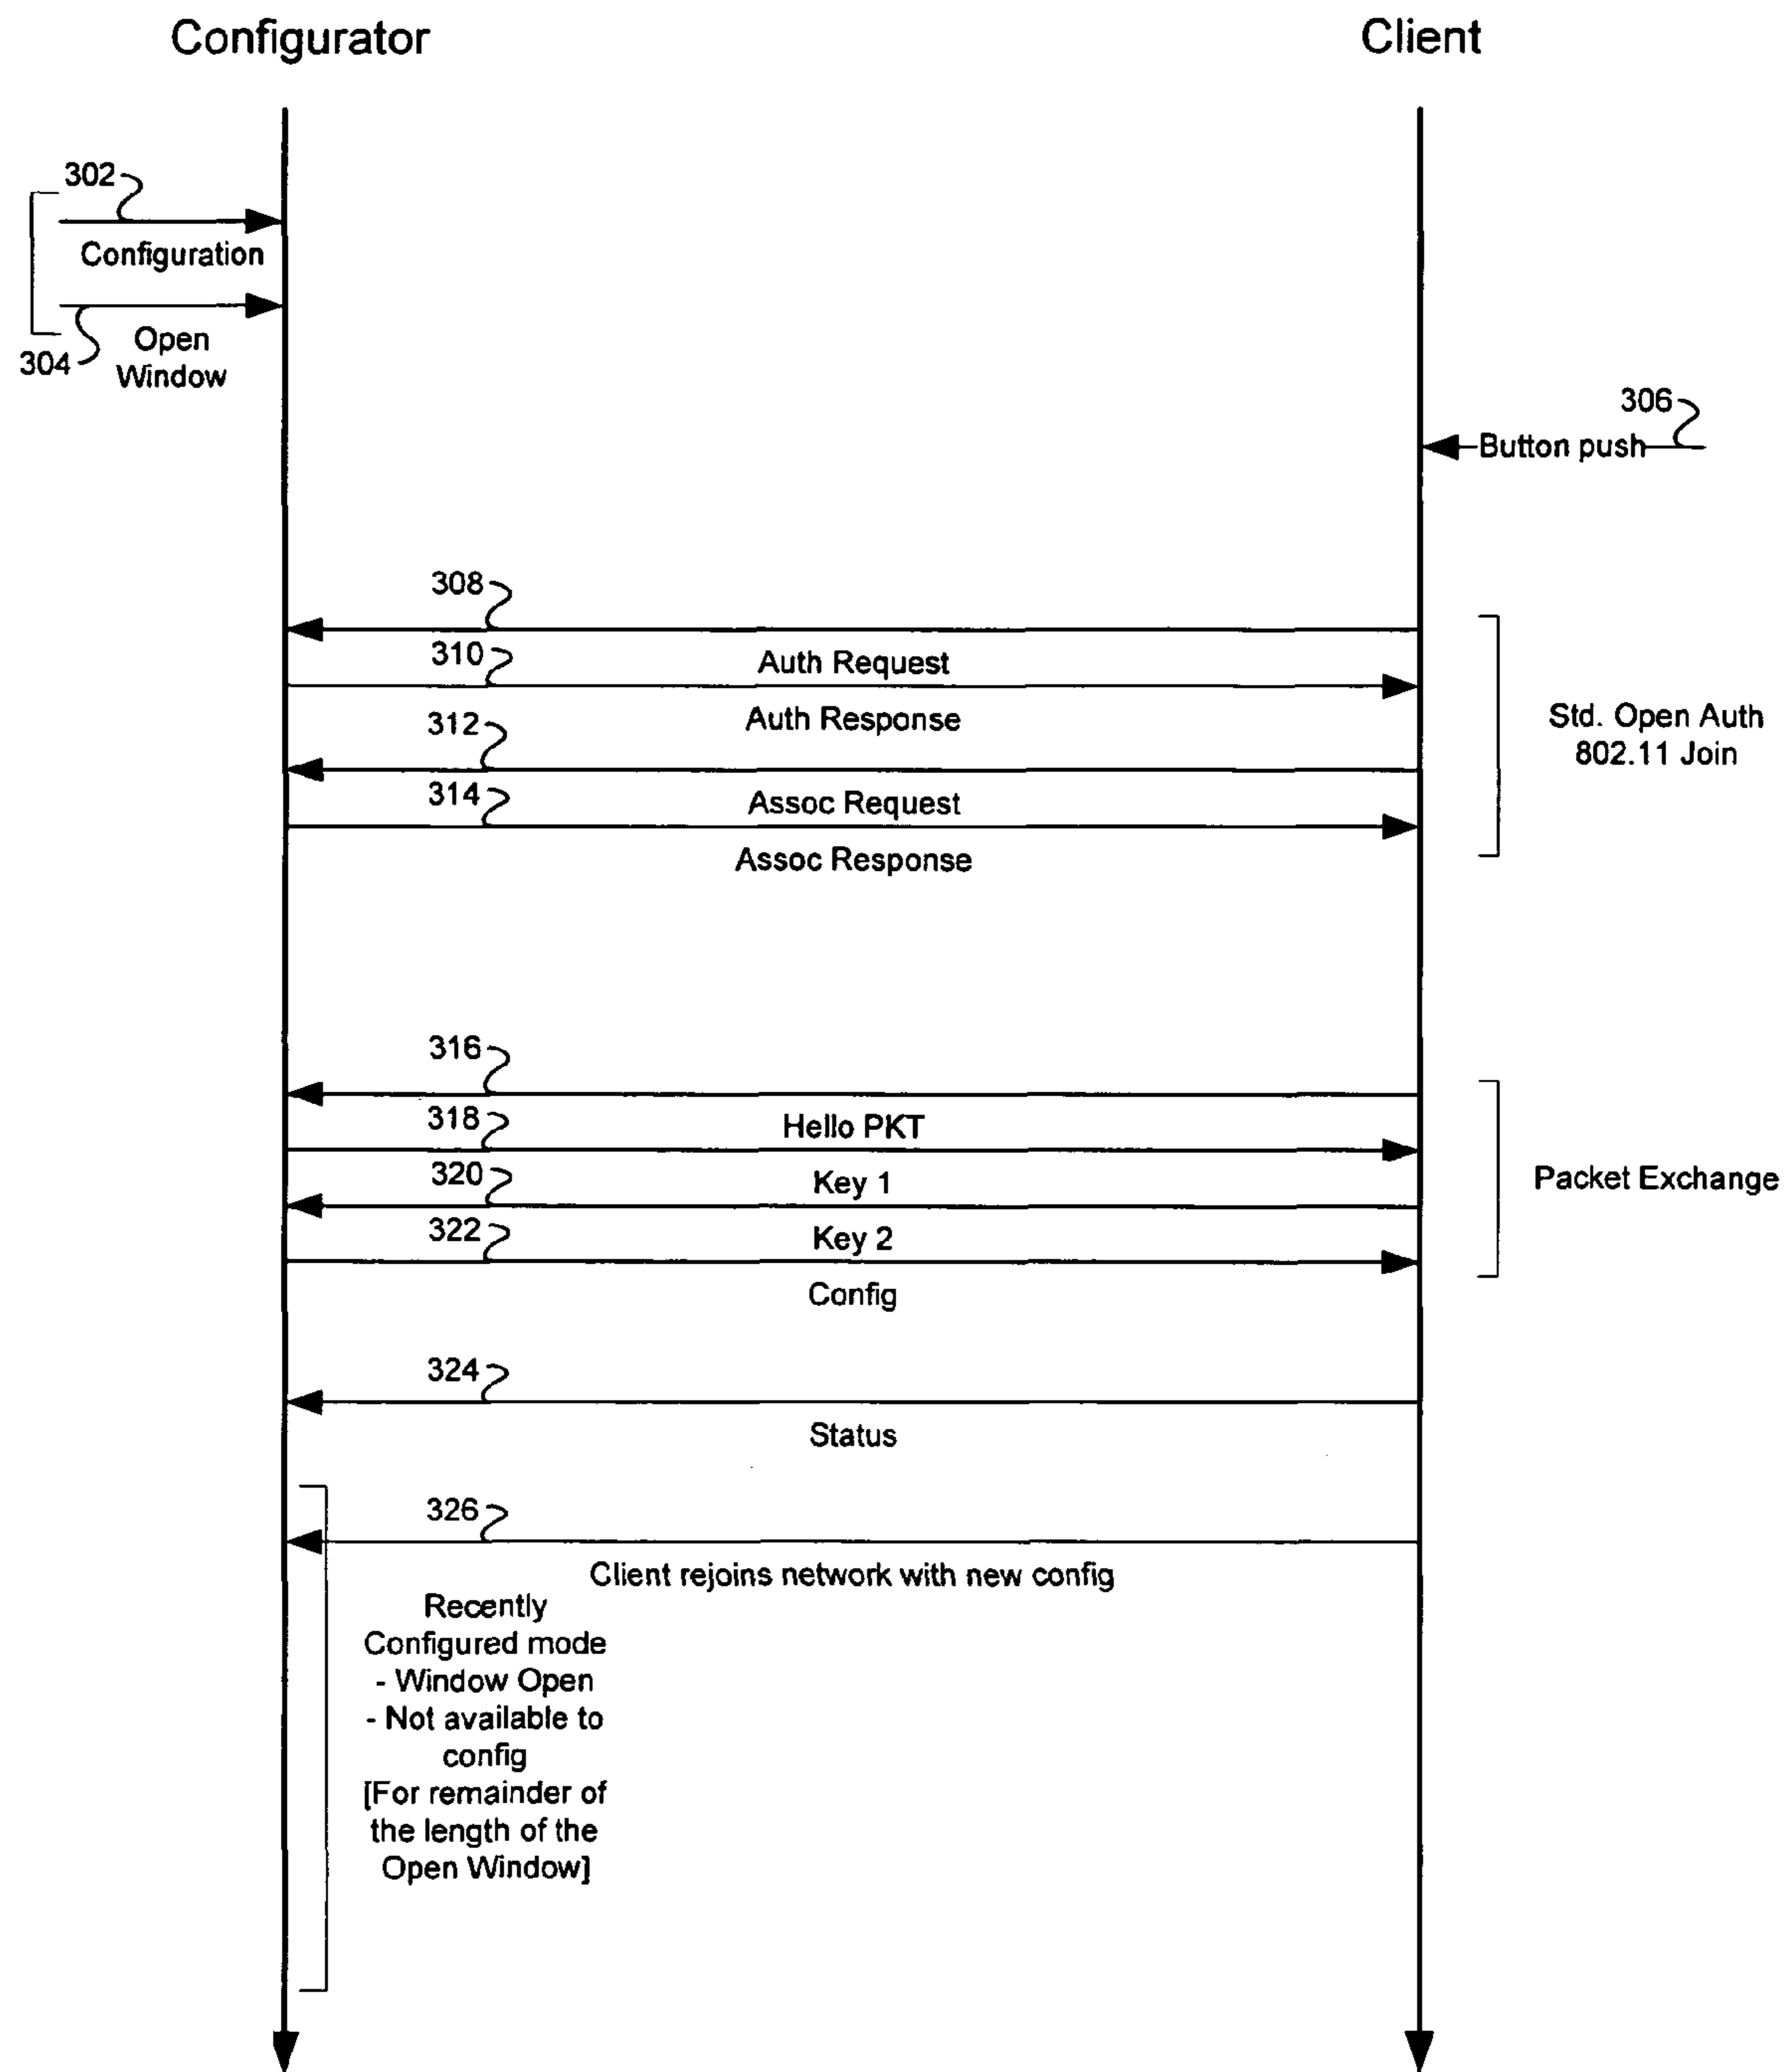 Configurator
Client
302
Configuration
304
Open
Window
306
Button push
308
Auth Request
310
Auth Response
312
Assoc Request
314
Assoc Response
Std. Open Auth
802.11 Join
316
Hello PKT
318
Key 1
320
Key 2
322
Config
Packet Exchange
324
Status
326
Client rejoins network with new config
Recently
Configured mode
- Window Open
- Not available to
config
[For remainder of
the length of the
Open Window]